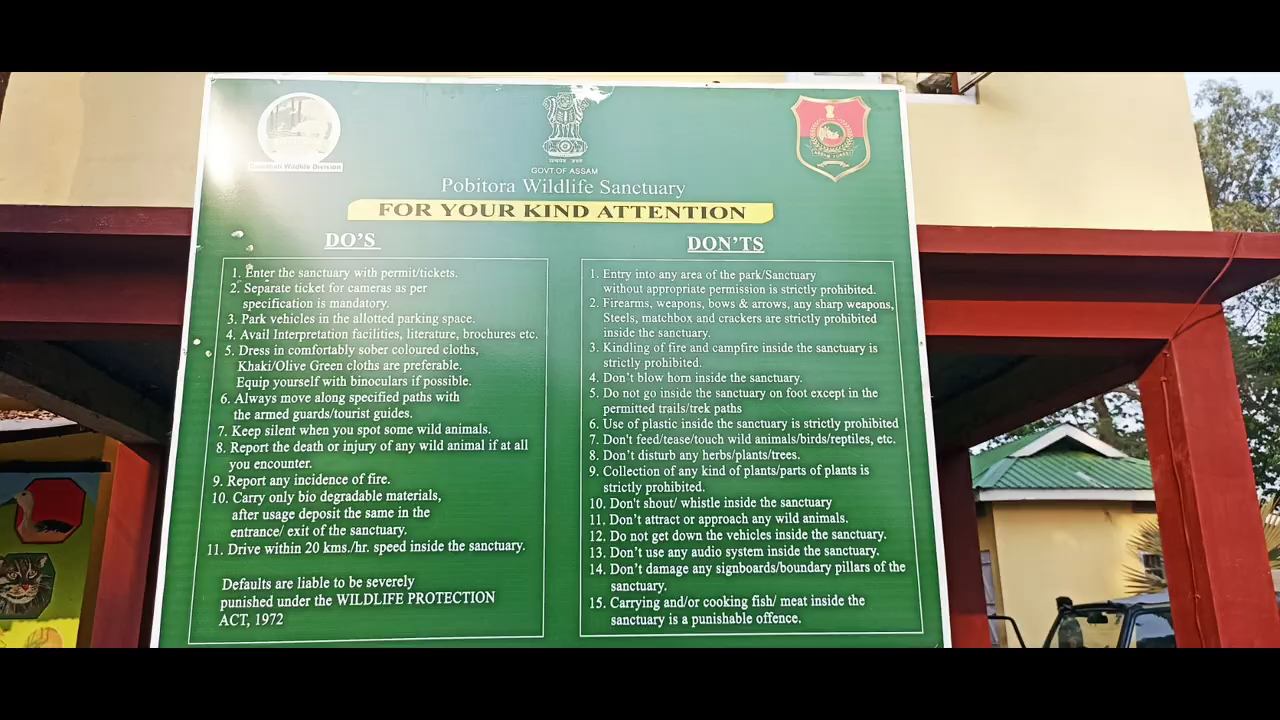 Guwahati Wildlife Division
सत्यमेव जयते
GOVT OF ASSAM
ASSAM FOREST
Pobitora Wildlife Sanctuary
FOR YOUR KIND ATTENTION
DO'S
1. Enter the sanctuary with permit/tickets.
2. Separate ticket for cameras as per
specification is mandatory.
3. Park vehicles in the allotted parking space.
4. Avail Interpretation facilities, literature, brochures etc.
5. Dress in comfortably sober coloured cloths,
Khaki/Olive Green cloths are preferable.
Equip yourself with binoculars if possible.
6. Always move along specified paths with
the armed guards/tourist guides.
7. Keep silent when you spot some wild animals.
8. Report the death or injury of any wild animal if at all
you encounter.
9. Report any incidence of fire.
10. Carry only bio degradable materials,
after usage deposit the same in the
entrance/ exit of the sanctuary.
11. Drive within 20 kms./hr. speed inside the sanctuary.
Defaults are liable to be severely
punished under the WILDLIFE PROTECTION
ACT, 1972
DON'TS
1. Entry into any area of the park/Sanctuary
without appropriate permission is strictly prohibited.
2. Firearms, weapons, bows & arrows, any sharp weapons,
Steels, matchbox and crackers are strictly prohibited
inside the sanctuary.
3. Kindling of fire and campfire inside the sanctuary is
strictly prohibited.
4. Don't blow horn inside the sanctuary.
5. Do not go inside the sanctuary on foot except in the
permitted trails/trek paths
6. Use of plastic inside the sanctuary is strictly prohibited
7. Don't feed/tease/touch wild animals/birds/reptiles, etc.
8. Don't disturb any herbs/plants/trees.
9. Collection of any kind of plants/parts of plants is
strictly prohibited.
10. Don't shout/ whistle inside the sanctuary
11. Don't attract or approach any wild animals.
12. Do not get down the vehicles inside the sanctuary.
13. Don't use any audio system inside the sanctuary.
14. Don't damage any signboards/boundary pillars of the
sanctuary.
15. Carrying and/or cooking fish/ meat inside the
sanctuary is a punishable offence.